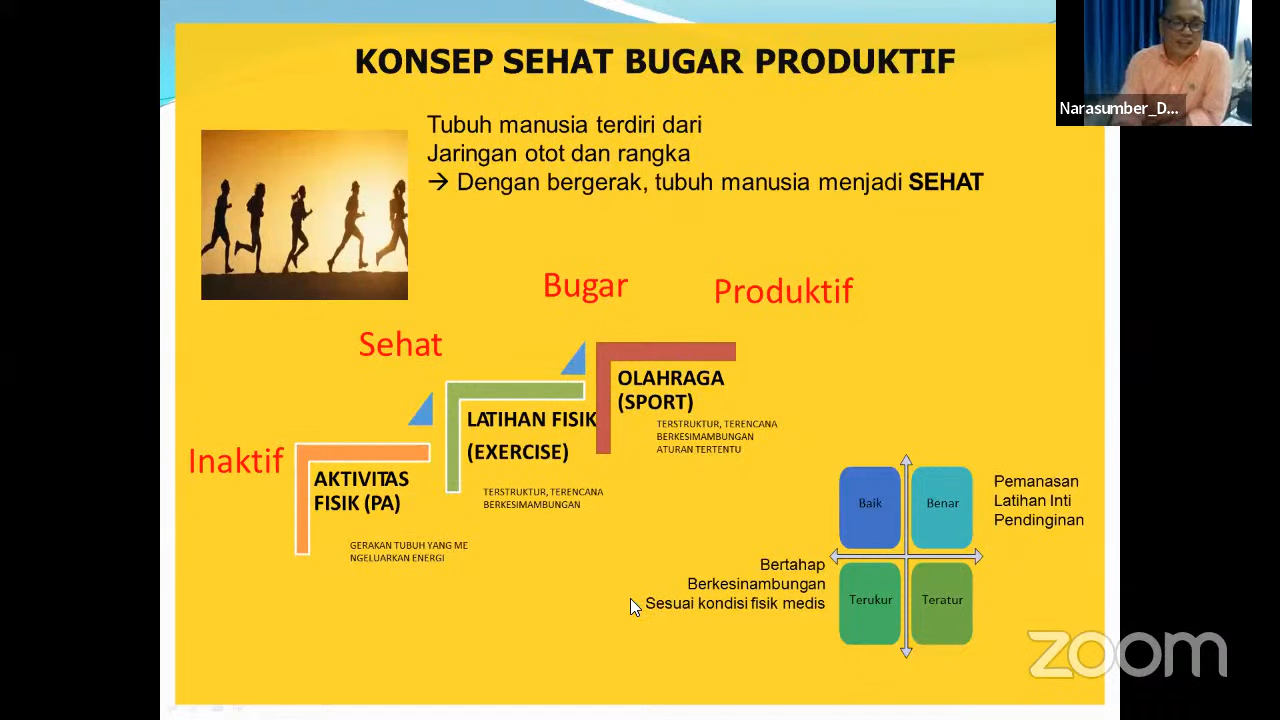 KONSEP SEHAT BUGAR PRODUKTIF
Narasumber_D...
Tubuh manusia terdiri dari
Jaringan otot dan rangka
→ Dengan bergerak, tubuh manusia menjadi SEHAT
Bugar
Produktif
Sehat
Inaktif
OLAHRAGA
(SPORT)
TERSTRUKTUR, TERENCANA
BERKESIMAMBUNGAN
ATURAN TERTENTU
LATIHAN FISIK
(EXERCISE)
TERSTRUKTUR, TERENCANA
BERKESIMAMBUNGAN
AKTIVITAS
FISIK (PA)
GERAKAN TUBUH YANG ME
NGELUARKAN ENERGI
Baik
Benar
Pemanasan
Latihan Inti
Pendinginan
Bertahap
Berkesinambungan
Sesuai kondisi fisik medis
Terukur
Teratur
zoom